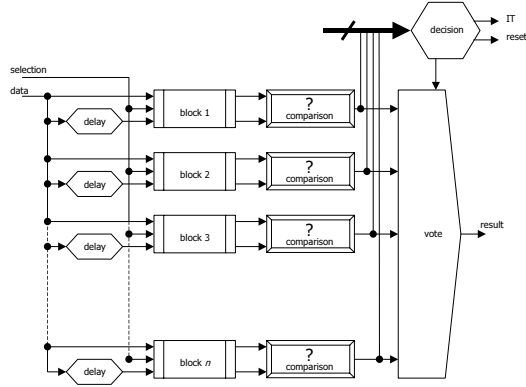 IT
decision
reset
selection
data
block 1
?
comparison
delay
block 2
?
comparison
delay
block 3
?
comparison
delay
vote
result
block n
?
comparison
delay